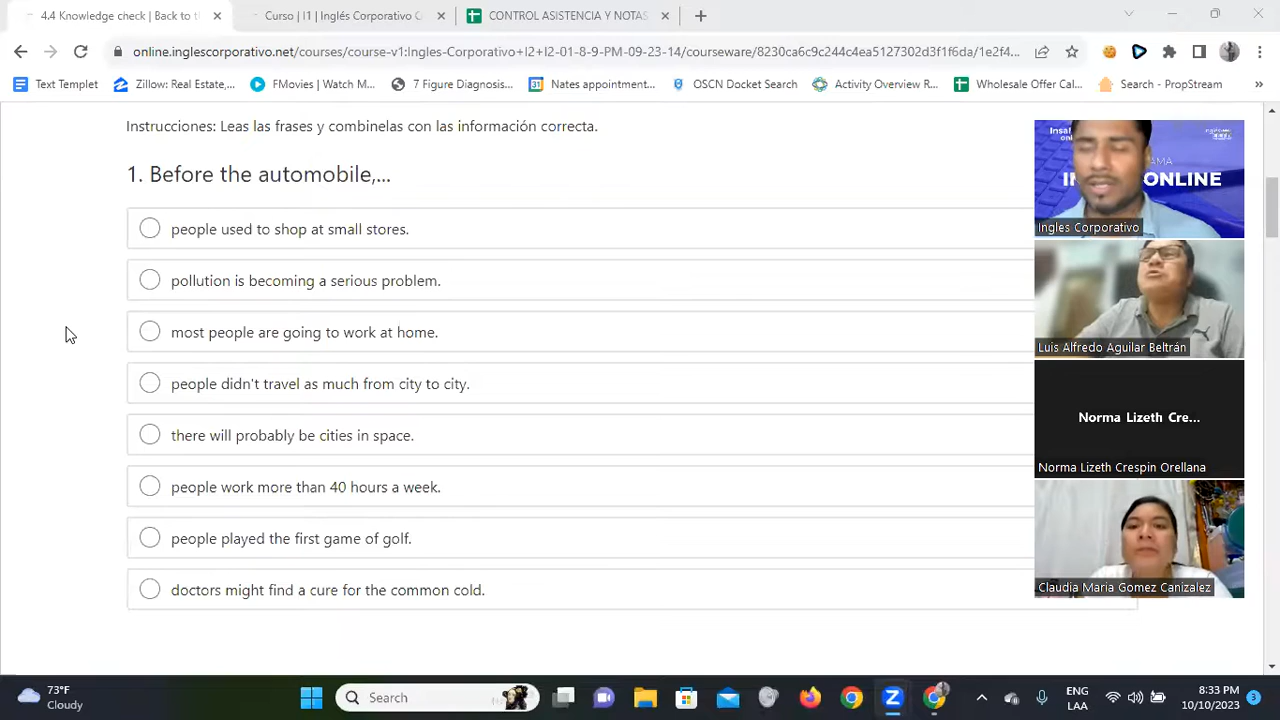 4.4 Knowledge check | Back to t
Curso | I1 | Inglés Corporativo C
CONTROL ASISTENCIA Y NOTAS
online.inglescorporativo.net/courses/course-v1:Ingles-Corporativo+I2+I2-01-8-9-PM-09-23-14/courseware/8230ca6c9c244c4ea5127302d3f1f6da/1e2f4...
Text Templet
Zillow: Real Estate,...
FMovies | Watch M...
7 Figure Diagnosis...
Nates appointment...
OSCN Docket Search
Activity Overview R...
Wholesale Offer Cal...
Search - PropStream
»
Instrucciones: Leas las frases y combinelas con las información correcta.
1. Before the automobile,...
people used to shop at small stores.
pollution is becoming a serious problem.
most people are going to work at home.
people didn't travel as much from city to city.
there will probably be cities in space.
people work more than 40 hours a week.
people played the first game of golf.
doctors might find a cure for the common cold.
ONLINE
Ingles Corporativo
Luis Alfredo Aguilar Beltrán
Norma Lizeth Cre...
Norma Lizeth Crespin Orellana
Claudia Maria Gomez Canizalez
73°F
Cloudy
Search
ENG
LAA
8:33 PM
10/10/2023
3